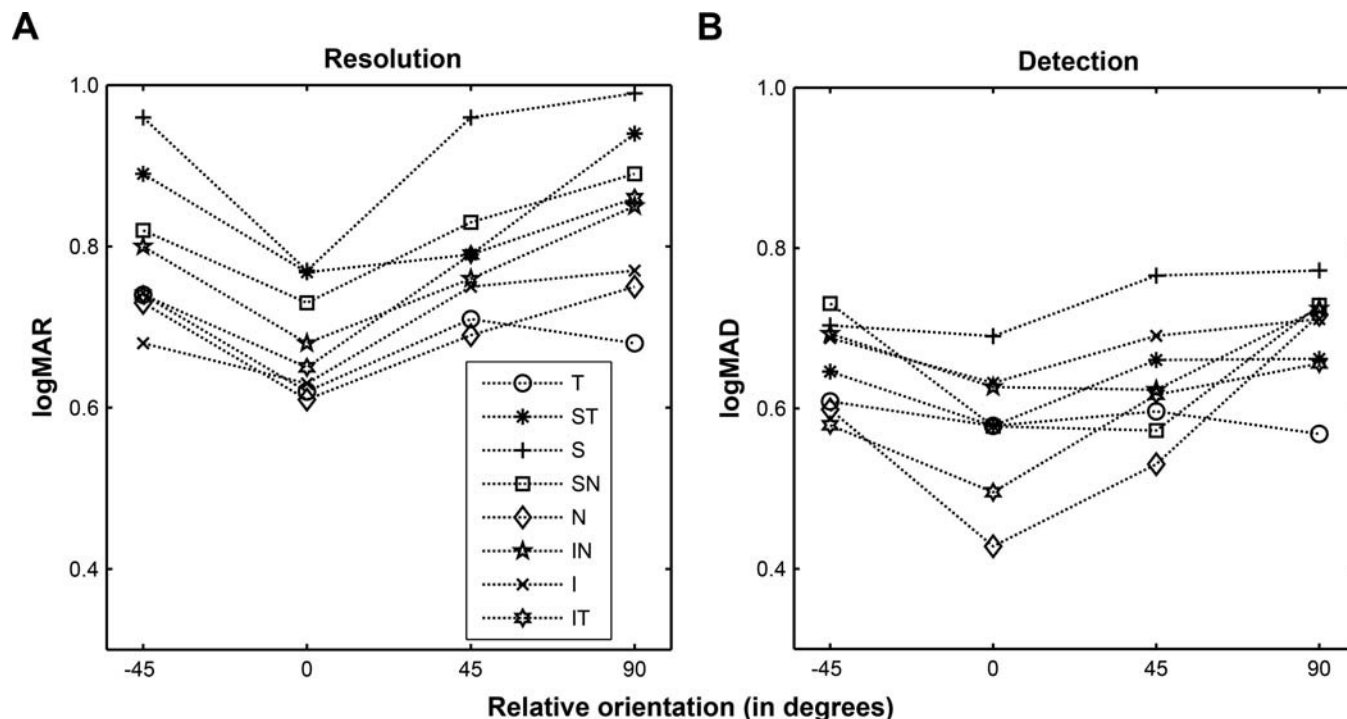 A
B
Resolution
Detection
1.0
0.8
0.6
0.4
logMAR
-45
0
45
90
T
ST
S
SN
N
IN
I
IT
1.0
0.8
0.6
0.4
logMAD
-45
0
45
90
Relative orientation (in degrees)